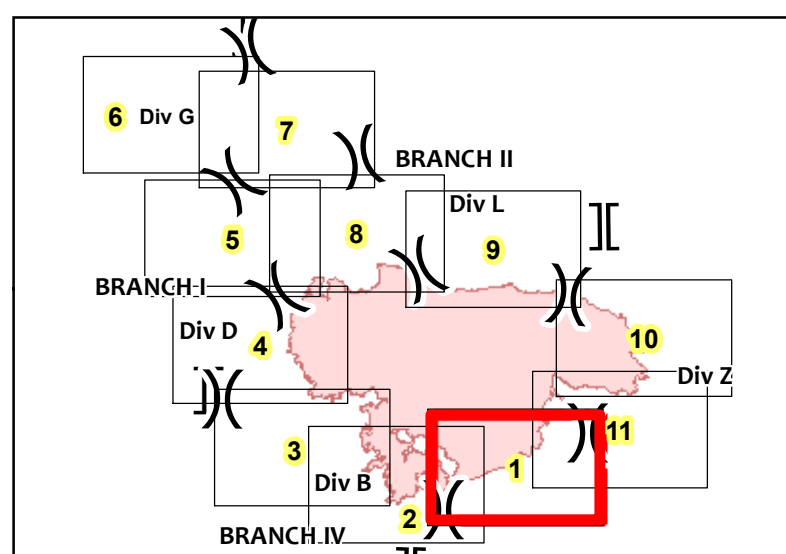 6
Div G
7
BRANCH II
Div L
5
8
9
BRANCH I
Div D
4
10
Div Z
11
3
1
Div B
2
BRANCH IV